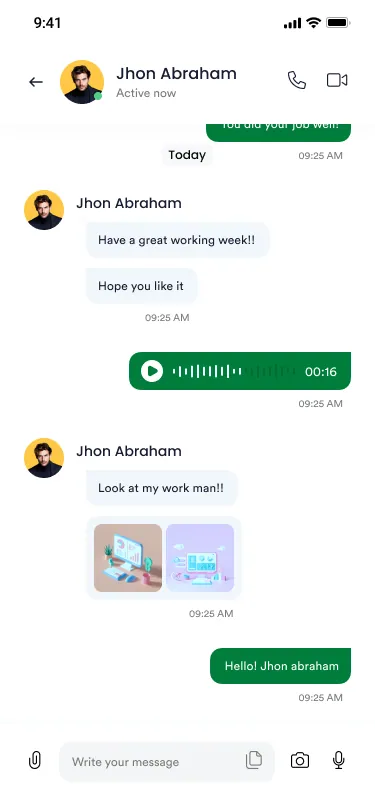 9:41
Jhon Abraham
Active now
You did your job well!
09:25 AM
Today
Jhon Abraham
Have a great working week!!
Hope you like it
09:25 AM
00:16
09:25 AM
Jhon Abraham
Look at my work man!!
09:25 AM
Hello! Jhon abraham
09:25 AM
Write your message